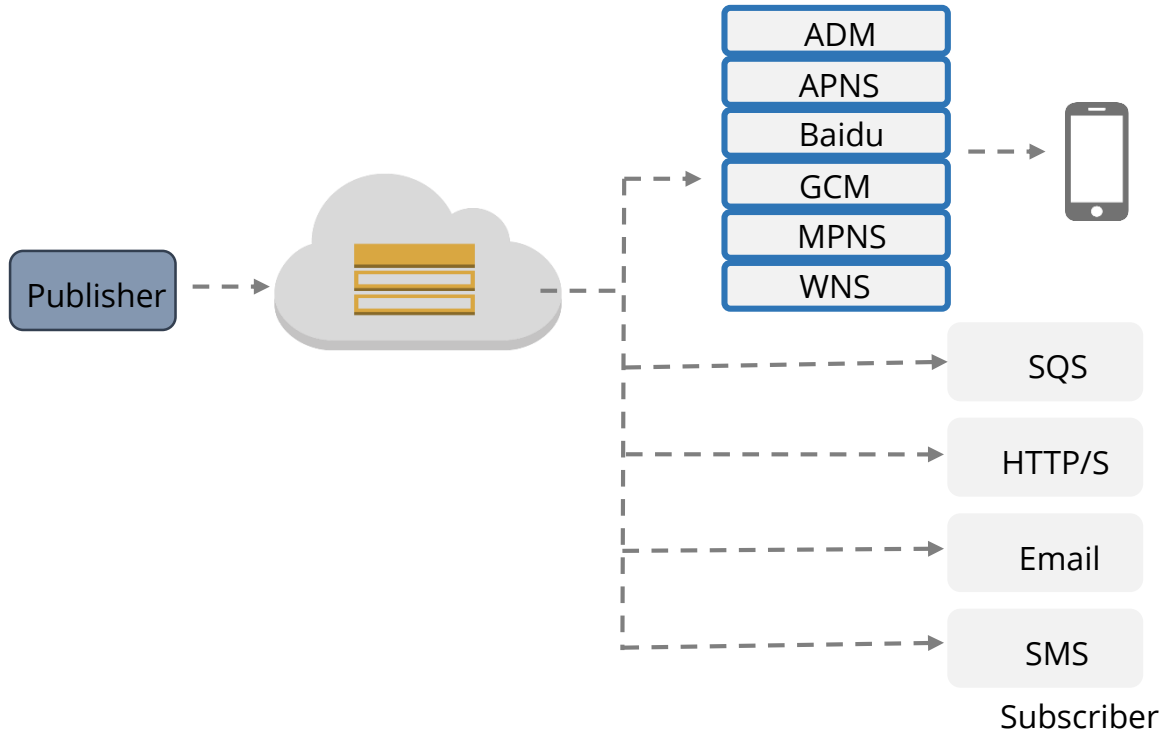 ADM
APNS
Baidu
GCM
MPNS
WNS
Publisher
SQS
HTTP/S
Email
SMS
Subscriber